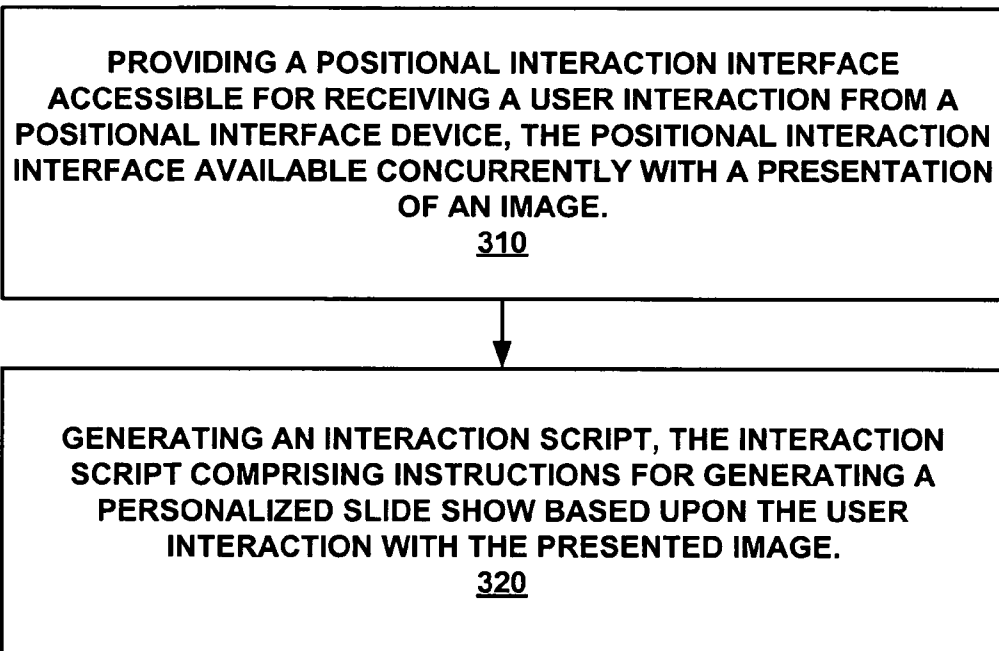 PROVIDING A POSITIONAL INTERACTION INTERFACE
ACCESSIBLE FOR RECEIVING A USER INTERACTION FROM A
POSITIONAL INTERFACE DEVICE, THE POSITIONAL INTERACTION
INTERFACE AVAILABLE CONCURRENTLY WITH A PRESENTATION
OF AN IMAGE.
310
GENERATING AN INTERACTION SCRIPT, THE INTERACTION
SCRIPT COMPRISING INSTRUCTIONS FOR GENERATING A
PERSONALIZED SLIDE SHOW BASED UPON THE USER
INTERACTION WITH THE PRESENTED IMAGE.
320